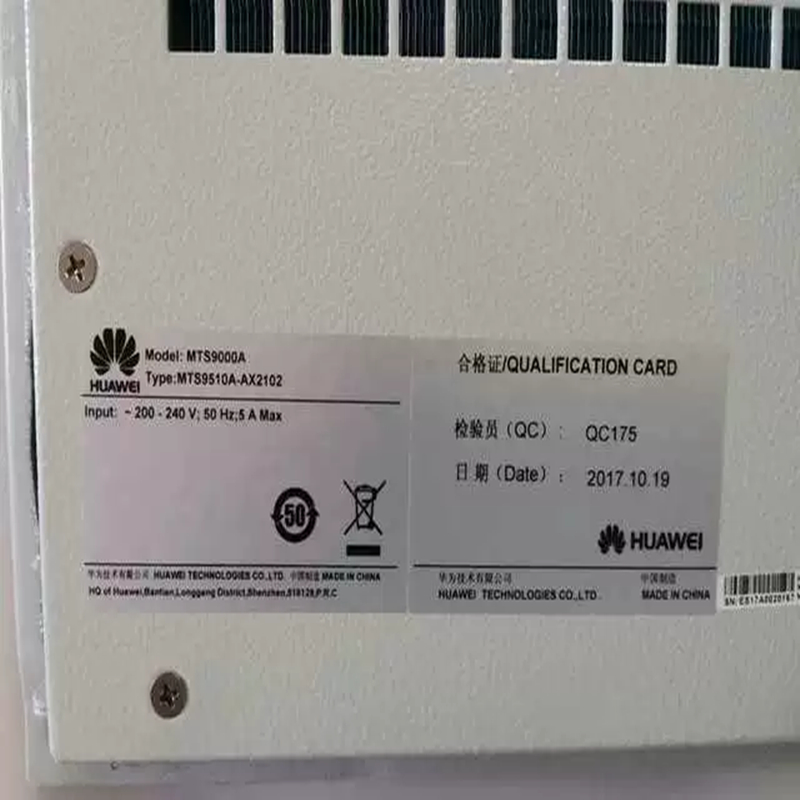 HUAWEI
Model: MTS9000A
Type:MTS9510A-AX2102
Input: ~ 200 - 240 V; 50 Hz;5 A Max
50
华为技术有限公司 HUAWEI TECHNOLOGIES CO.,LTD. 中国制造 MADE IN CHINA
HQ of Huawei,Bantian,Longgang District,Shenzhen,518129,P.R.C
合格证/QUALIFICATION CARD
检验员（QC）: QC175
日 期（Date）: 2017.10.19
HUAWEI
华为技术有限公司 中国制造
HUAWEI TECHNOLOGIES CO.,LTD. MADE IN CHINA